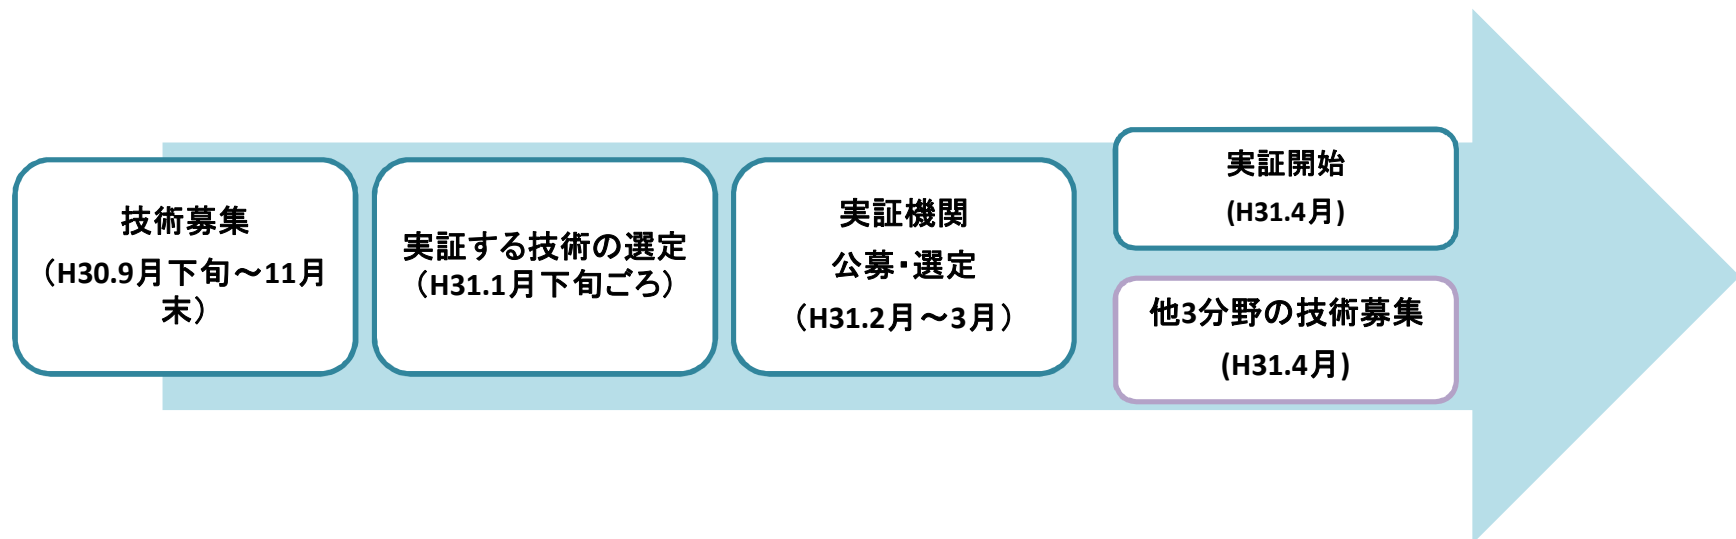 技術募集
（H30.9月下旬～11月
末）
実証する技術の選定
（H31.1月下旬ごろ）
実証機関
公募・選定
（H31.2月～3月）
実証開始
(H31.4月)
他3分野の技術募集
(H31.4月)